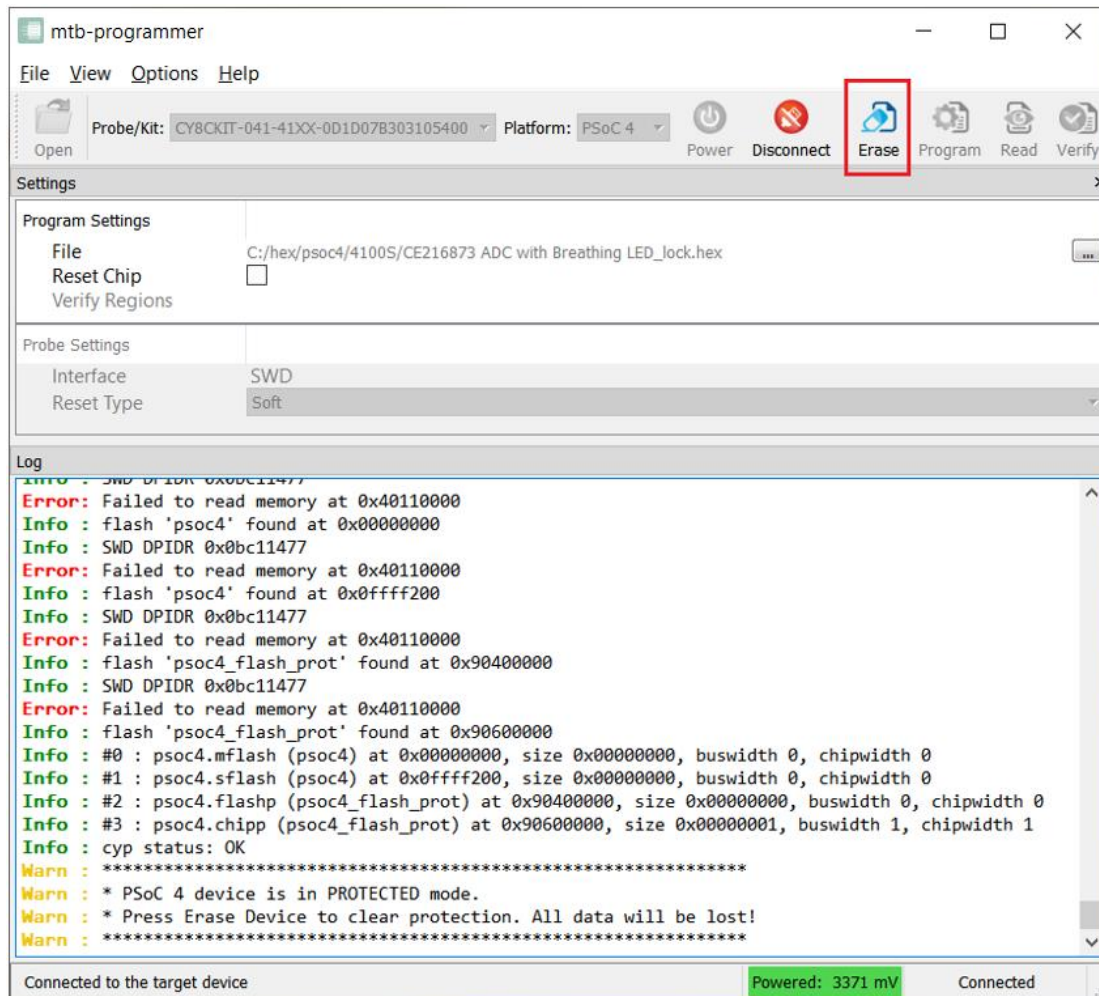 mtb-programmer
File View Options Help
Open
Probe/Kit: CY8CKIT-041-41XX-0D1D07B303105400 Platform: PSoC 4
Power Disconnect Erase Program Read Verify
Settings
Program Settings
File C:/hex/psoc4/4100S/CE216873 ADC with Breathing LED_lock.hex ...
Reset Chip
Verify Regions
Probe Settings
Interface SWD
Reset Type Soft
Log
Info : SWD DPIDR 0x0bc11477
Error: Failed to read memory at 0x40110000
Info : flash 'psoc4' found at 0x00000000
Info : SWD DPIDR 0x0bc11477
Error: Failed to read memory at 0x40110000
Info : flash 'psoc4' found at 0x0ffff200
Info : SWD DPIDR 0x0bc11477
Error: Failed to read memory at 0x40110000
Info : flash 'psoc4_flash_prot' found at 0x90400000
Info : SWD DPIDR 0x0bc11477
Error: Failed to read memory at 0x40110000
Info : flash 'psoc4_flash_prot' found at 0x90600000
Info : #0 : psoc4.mflash (psoc4) at 0x00000000, size 0x00000000, buswidth 0, chipwidth 0
Info : #1 : psoc4.sflash (psoc4) at 0x0ffff200, size 0x00000000, buswidth 0, chipwidth 0
Info : #2 : psoc4.flashp (psoc4_flash_prot) at 0x90400000, size 0x00000000, buswidth 0, chipwidth 0
Info : #3 : psoc4.chipp (psoc4_flash_prot) at 0x90600000, size 0x00000001, buswidth 1, chipwidth 1
Info : cyp status: OK
Warn : *****************************************************************
Warn : * PSoC 4 device is in PROTECTED mode.
Warn : * Press Erase Device to clear protection. All data will be lost!
Warn : *****************************************************************
Connected to the target device Powered: 3371 mV Connected